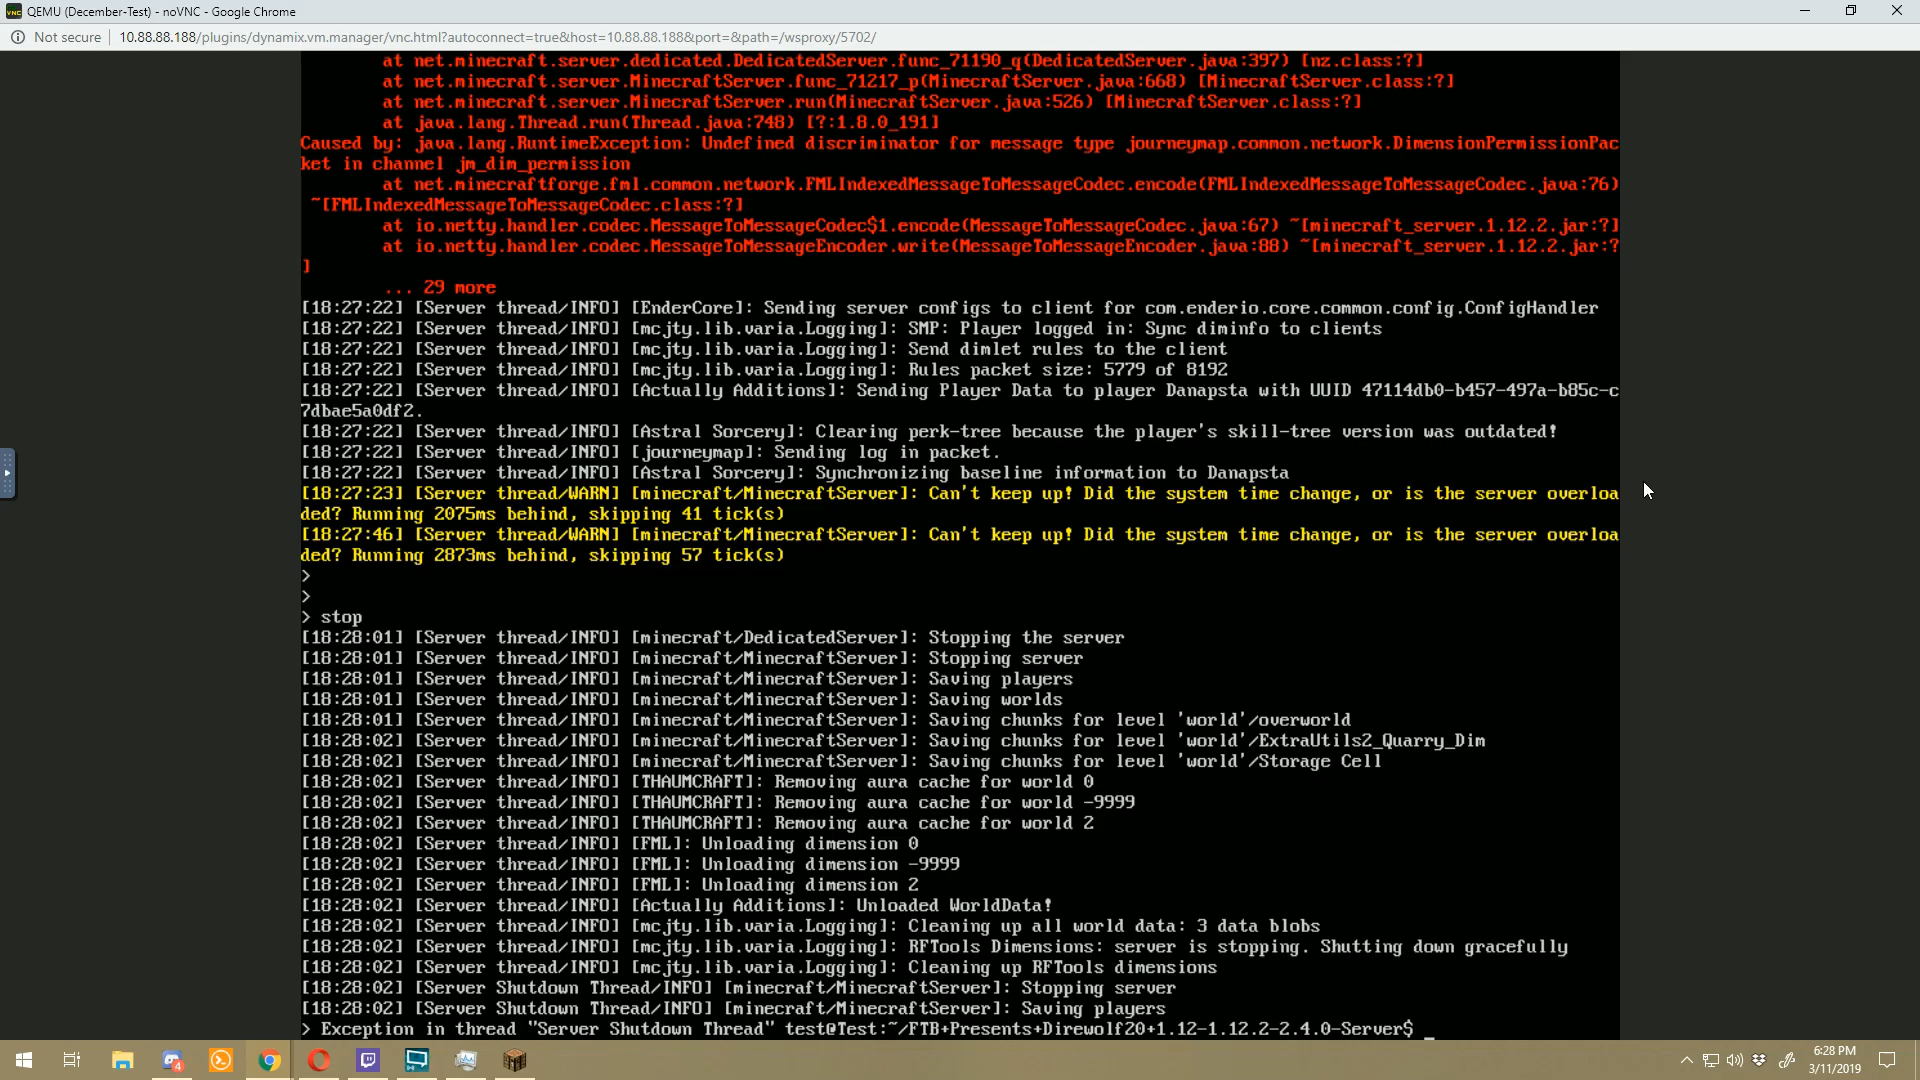 QEMU (December-Test) - noVNC - Google Chrome
Not secure | 10.88.88.188/plugins/dynamix.vm.manager/vnc.html?autoconnect=true&host=10.88.88.188&port=&path=/wsproxy/5702/
at net.minecraft.server.dedicated.DedicatedServer.func_71190_q(DedicatedServer.java:397) [nz.class:?]
at net.minecraft.server.MinecraftServer.func_71217_p(MinecraftServer.java:668) [MinecraftServer.class:?]
at net.minecraft.server.MinecraftServer.run(MinecraftServer.java:526) [MinecraftServer.class:?]
at java.lang.Thread.run(Thread.java:748) [?:1.8.0_191]
Caused by: java.lang.RuntimeException: Undefined discriminator for message type journeymap.common.network.DimensionPermissionPac
ket in channel jm_dim_permission
at net.minecraftforge.fml.common.network.FMLIndexedMessageToMessageCodec.encode(FMLIndexedMessageToMessageCodec.java:76)
~[FMLIndexedMessageToMessageCodec.class:?]
at io.netty.handler.codec.MessageToMessageCodec$1.encode(MessageToMessageCodec.java:67) ~[minecraft_server.1.12.2.jar:?]
at io.netty.handler.codec.MessageToMessageEncoder.write(MessageToMessageEncoder.java:88) ~[minecraft_server.1.12.2.jar:?
]
... 29 more
[18:27:22] [Server thread/INFO] [EnderCore]: Sending server configs to client for com.enderio.core.common.config.ConfigHandler
[18:27:22] [Server thread/INFO] [mcjty.lib.varia.Logging]: SMP: Player logged in: Sync diminfo to clients
[18:27:22] [Server thread/INFO] [mcjty.lib.varia.Logging]: Send dimlet rules to the client
[18:27:22] [Server thread/INFO] [mcjty.lib.varia.Logging]: Rules packet size: 5779 of 8192
[18:27:22] [Server thread/INFO] [Actually Additions]: Sending Player Data to player Danapsta with UUID 47114db0-b457-497a-b85c-c
7dbae5a0df2.
[18:27:22] [Server thread/INFO] [Astral Sorcery]: Clearing perk-tree because the player's skill-tree version was outdated!
[18:27:22] [Server thread/INFO] [journeymap]: Sending log in packet.
[18:27:22] [Server thread/INFO] [Astral Sorcery]: Synchronizing baseline information to Danapsta
[18:27:23] [Server thread/WARN] [minecraft/MinecraftServer]: Can't keep up! Did the system time change, or is the server overloa
ded? Running 2075ms behind, skipping 41 tick(s)
[18:27:46] [Server thread/WARN] [minecraft/MinecraftServer]: Can't keep up! Did the system time change, or is the server overloa
ded? Running 2873ms behind, skipping 57 tick(s)
>
>
> stop
[18:28:01] [Server thread/INFO] [minecraft/DedicatedServer]: Stopping the server
[18:28:01] [Server thread/INFO] [minecraft/MinecraftServer]: Stopping server
[18:28:01] [Server thread/INFO] [minecraft/MinecraftServer]: Saving players
[18:28:01] [Server thread/INFO] [minecraft/MinecraftServer]: Saving worlds
[18:28:01] [Server thread/INFO] [minecraft/MinecraftServer]: Saving chunks for level 'world'/overworld
[18:28:02] [Server thread/INFO] [minecraft/MinecraftServer]: Saving chunks for level 'world'/ExtraUtils2_Quarry_Dim
[18:28:02] [Server thread/INFO] [minecraft/MinecraftServer]: Saving chunks for level 'world'/Storage Cell
[18:28:02] [Server thread/INFO] [THAUMCRAFT]: Removing aura cache for world 0
[18:28:02] [Server thread/INFO] [THAUMCRAFT]: Removing aura cache for world -9999
[18:28:02] [Server thread/INFO] [THAUMCRAFT]: Removing aura cache for world 2
[18:28:02] [Server thread/INFO] [FML]: Unloading dimension 0
[18:28:02] [Server thread/INFO] [FML]: Unloading dimension -9999
[18:28:02] [Server thread/INFO] [FML]: Unloading dimension 2
[18:28:02] [Server thread/INFO] [Actually Additions]: Unloaded WorldData!
[18:28:02] [Server thread/INFO] [mcjty.lib.varia.Logging]: Cleaning up all world data: 3 data blobs
[18:28:02] [Server thread/INFO] [mcjty.lib.varia.Logging]: RFTools Dimensions: server is stopping. Shutting down gracefully
[18:28:02] [Server thread/INFO] [mcjty.lib.varia.Logging]: Cleaning up RFTools dimensions
[18:28:02] [Server Shutdown Thread/INFO] [minecraft/MinecraftServer]: Stopping server
[18:28:02] [Server Shutdown Thread/INFO] [minecraft/MinecraftServer]: Saving players
> Exception in thread "Server Shutdown Thread" test@Test:~/FTB+Presents+Direwolf20+1.12-1.12.2-2.4.0-Server$ _
4
6:28 PM
3/11/2019